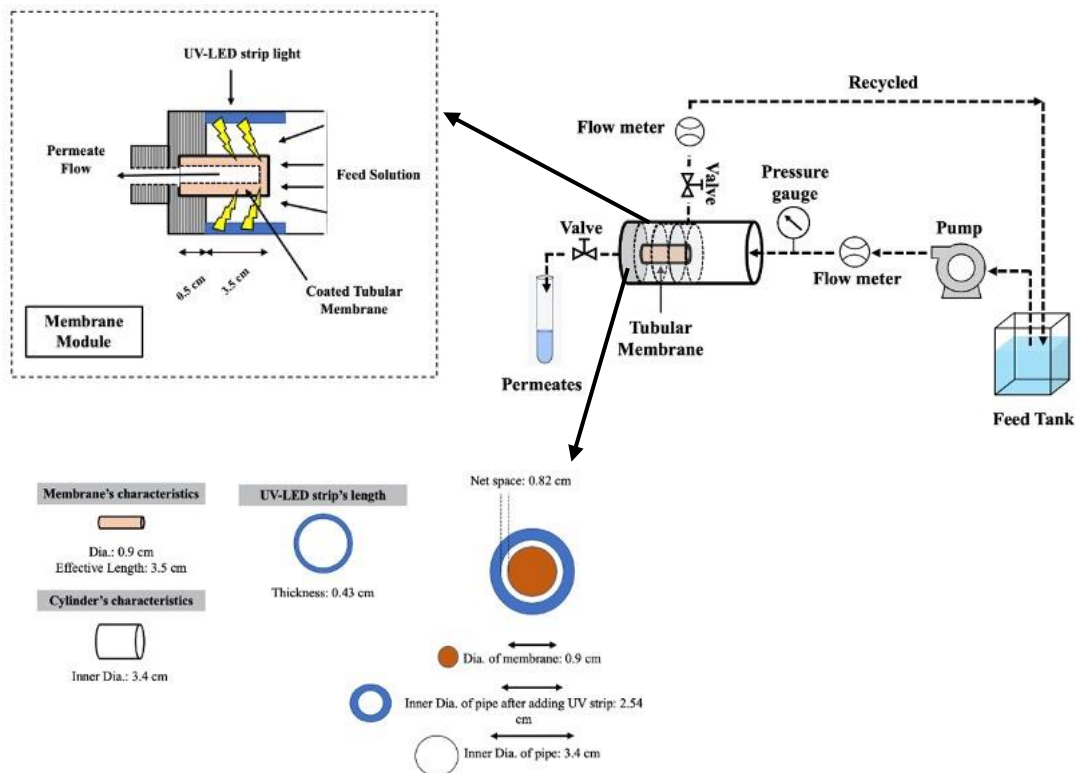 UV-LED strip light
Permeate
Flow
Feed Solution
0.5 cm
3.5 cm
Coated Tubular
Membrane
Membrane
Module
Recycled
Flow meter
Valve
Pressure
gauge
Valve
Pump
Flow meter
Tubular
Membrane
Permeates
Feed Tank
Net space: 0.82 cm
Membrane's characteristics
UV-LED strip's length
Dia.: 0.9 cm
Effective Length: 3.5 cm
Thickness: 0.43 cm
Cylinder's characteristics
Inner Dia.: 3.4 cm
Dia. of membrane: 0.9 cm
Inner Dia. of pipe after adding UV strip: 2.54
cm
Inner Dia. of pipe: 3.4 cm